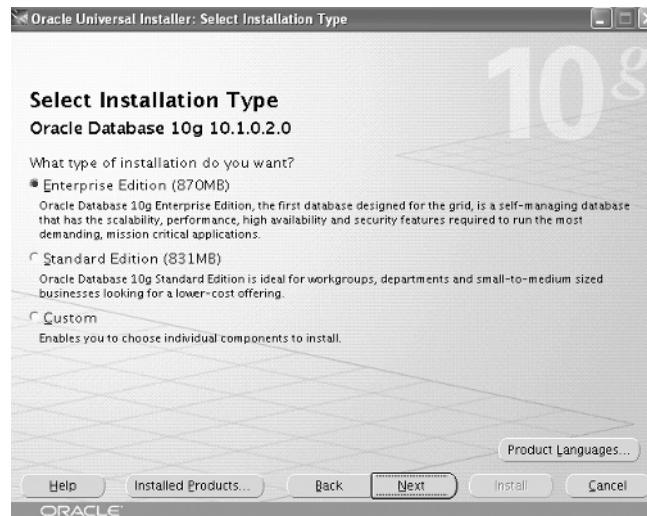 Oracle Universal Installer: Select Installation Type
10g
Select Installation Type
Oracle Database 10g 10.1.0.2.0
What type of installation do you want?
Enterprise Edition (870MB)
Oracle Database 10g Enterprise Edition, the first database designed for the grid, is a self-managing database
that has the scalability, performance, high availability and security features required to run the most
demanding, mission critical applications.
Standard Edition (831MB)
Oracle Database 10g Standard Edition is ideal for workgroups, departments and small-to-medium sized
businesses looking for a lower-cost offering.
Custom
Enables you to choose individual components to install.
Product Languages...
Help Installed Products... Back Next Install Cancel
ORACLE